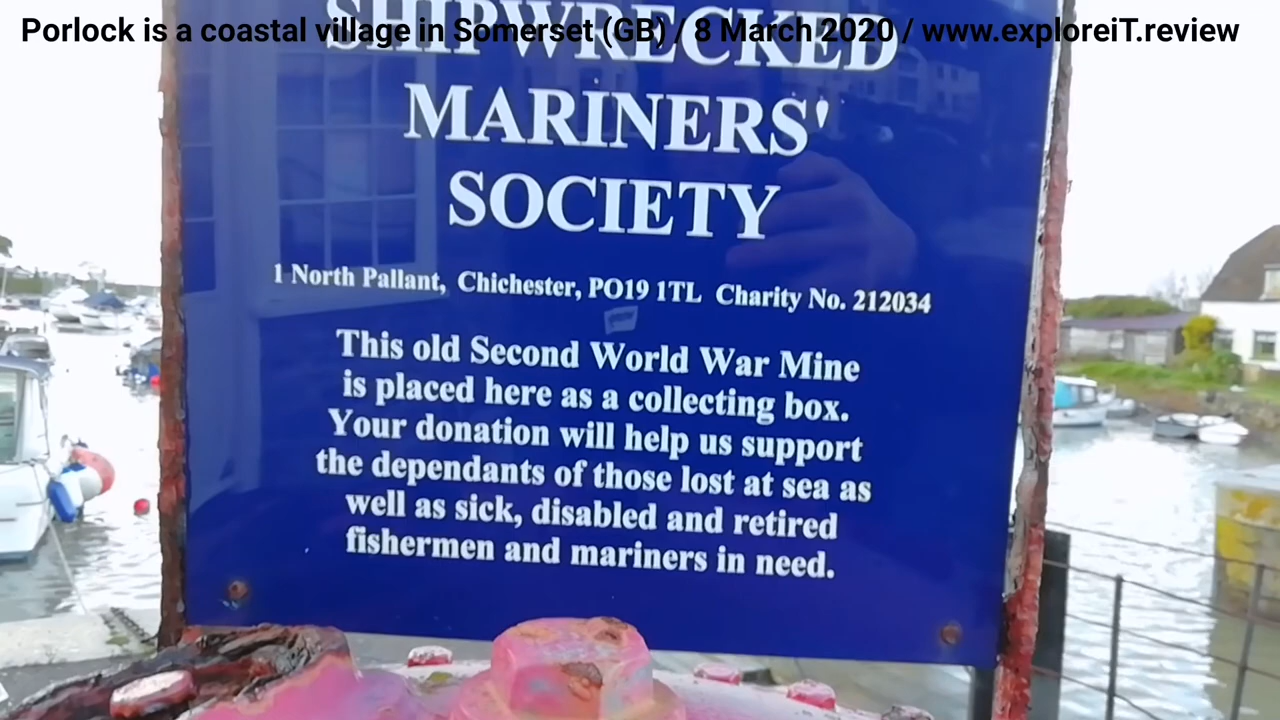 Porlock is a coastal village in Somerset (GB) / 8 March 2020 / www.exploreiT.review
SHIPWRECKED
MARINERS'
SOCIETY
1 North Pallant, Chichester, PO19 1TL Charity No. 212034
This old Second World War Mine
is placed here as a collecting box.
Your donation will help us support
the dependants of those lost at sea as
well as sick, disabled and retired
fishermen and mariners in need.